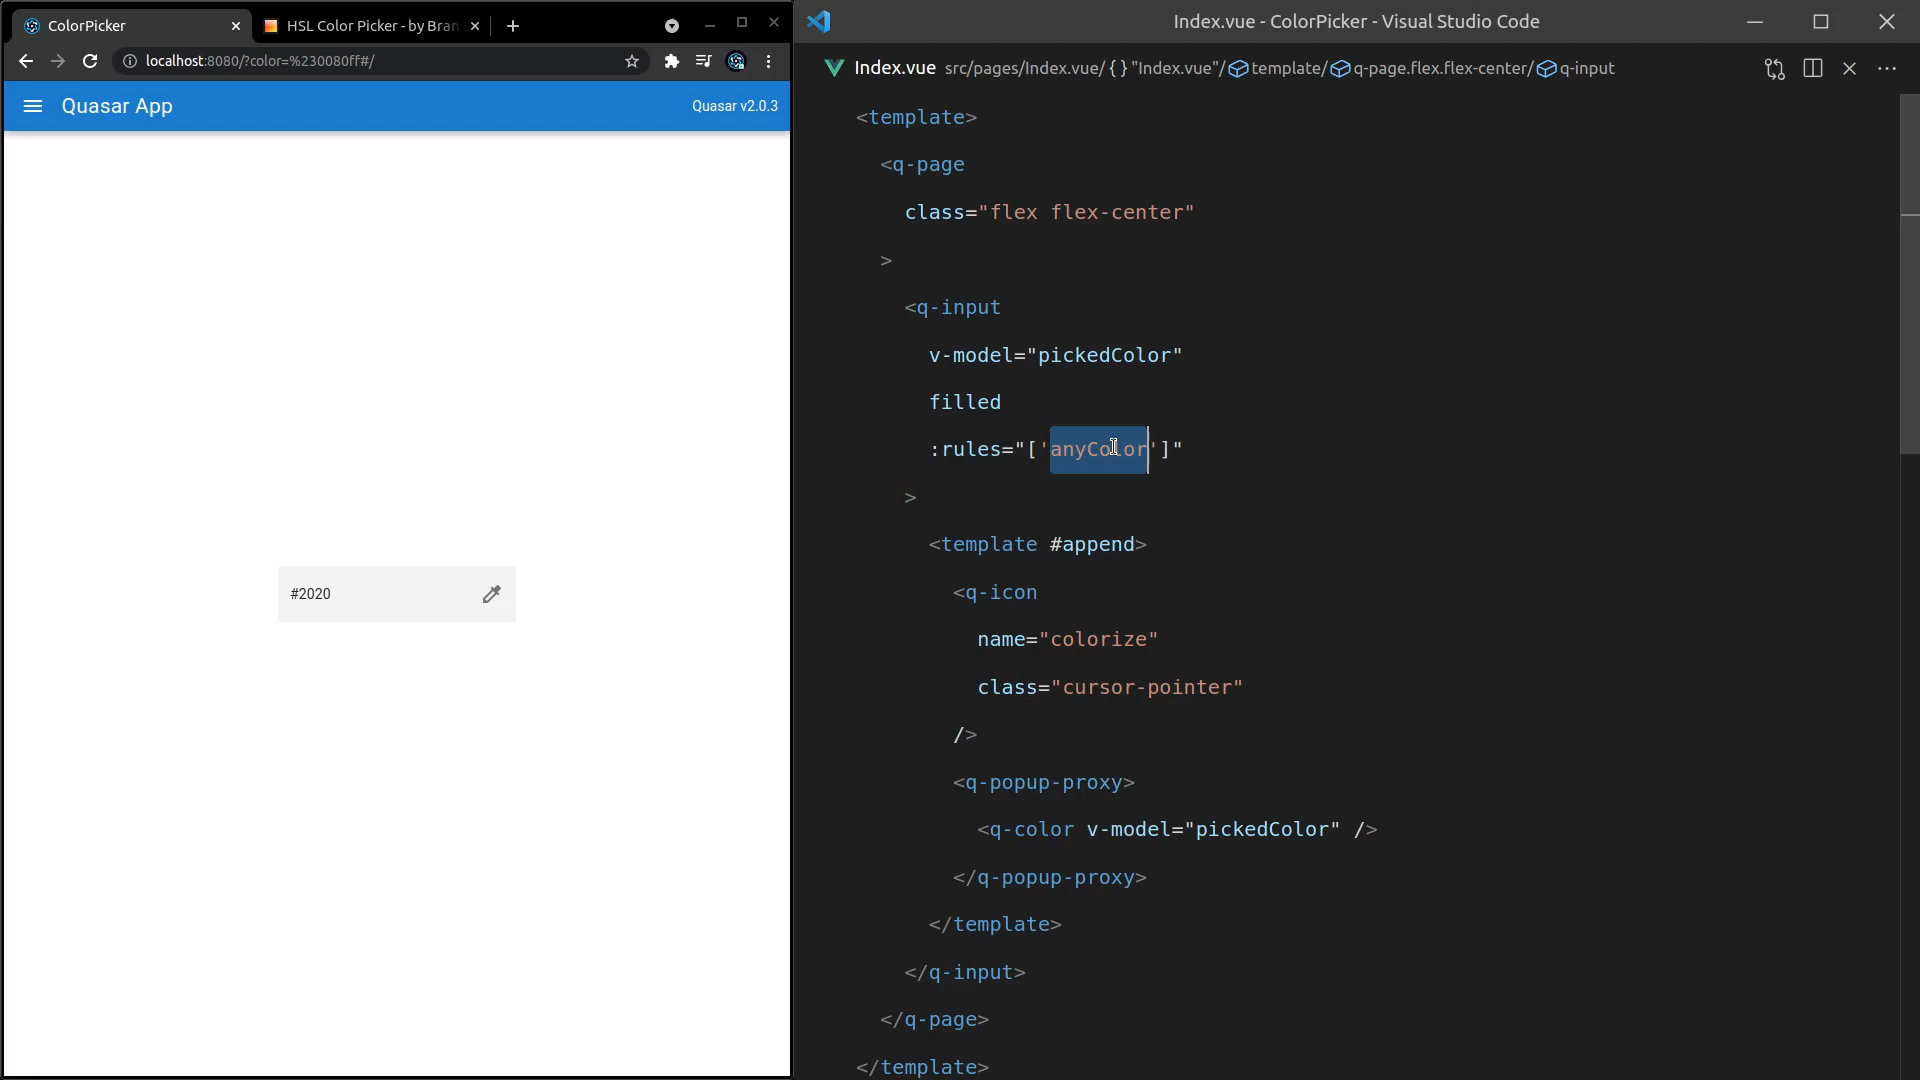 ColorPicker
HSL Color Picker - by Bran
localhost:8080/?color=%230080ff#/
Quasar App
Quasar v2.0.3
#2020
Index.vue - ColorPicker - Visual Studio Code
Index.vue src/pages/Index.vue/ {} "Index.vue"/ template/ q-page.flex.flex-center/ q-input
<template>
<q-page
class="flex flex-center"
>
<q-input
v-model="pickedColor"
filled
:rules="['anyColor']"
>
<template #append>
<q-icon
name="colorize"
class="cursor-pointer"
/>
<q-popup-proxy>
<q-color v-model="pickedColor" />
</q-popup-proxy>
</template>
</q-input>
</q-page>
</template>